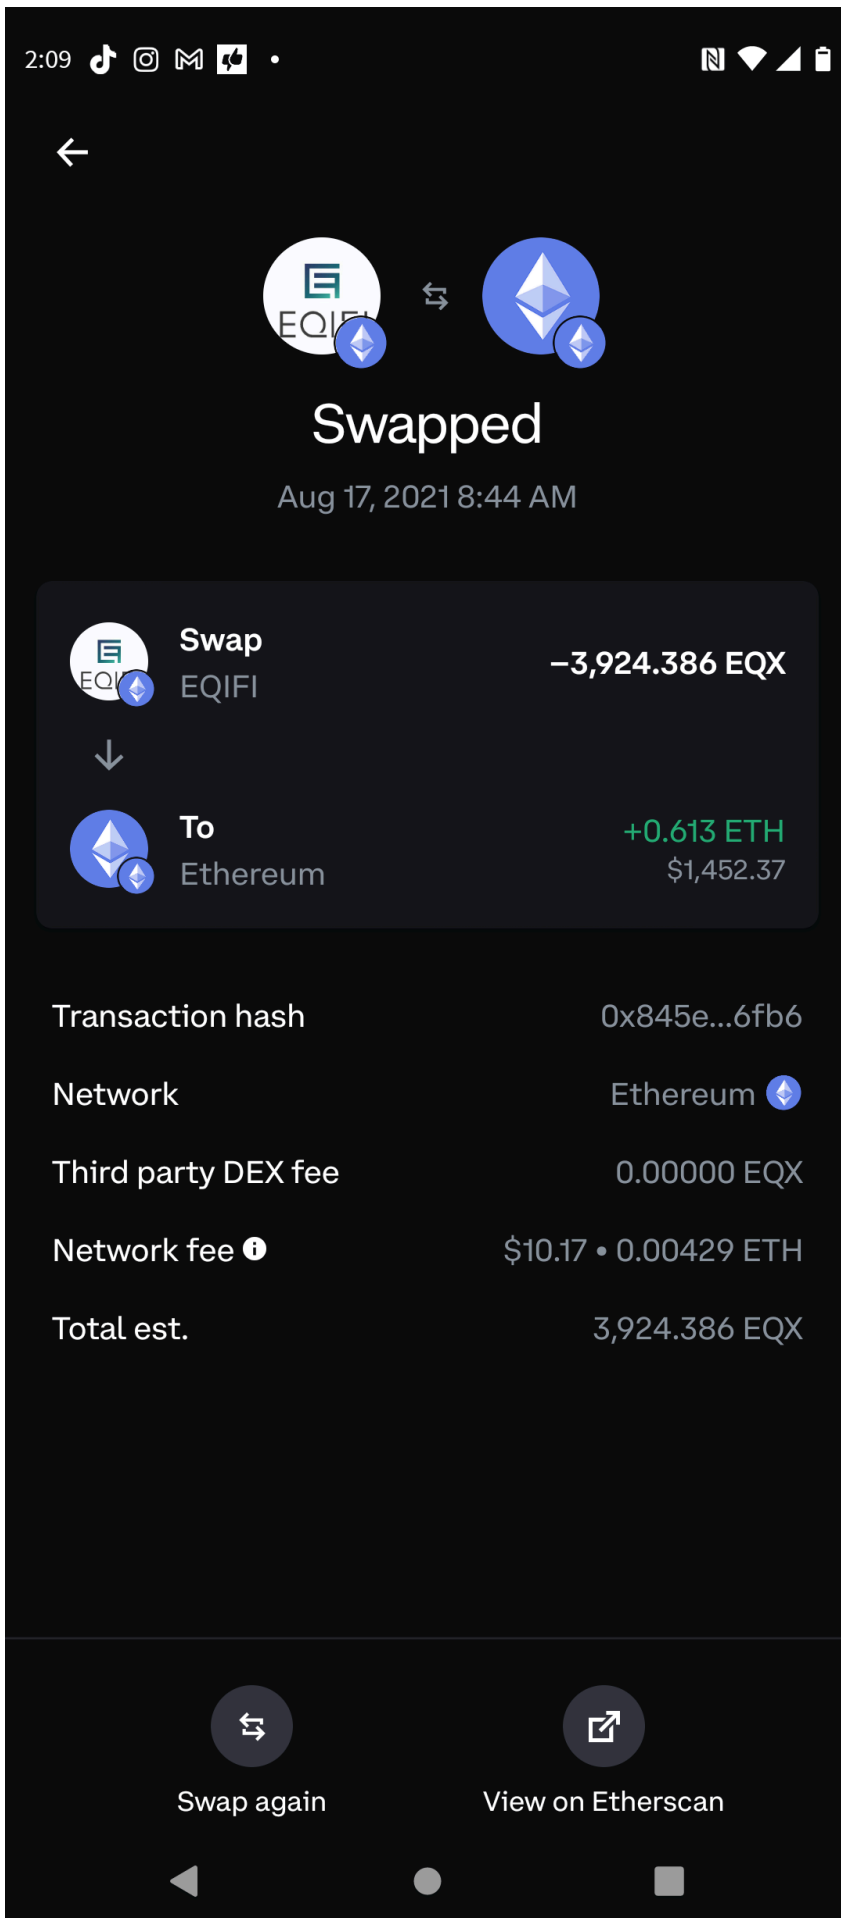 2:09
EQIFI
Swapped
Aug 17, 2021 8:44 AM
Swap
−3,924.386 EQX
EQIFI
To
+0.613 ETH
Ethereum
$1,452.37
Transaction hash 0x845e...6fb6
Network Ethereum
Third party DEX fee 0.00000 EQX
Network fee $10.17 • 0.00429 ETH
Total est. 3,924.386 EQX
Swap again View on Etherscan